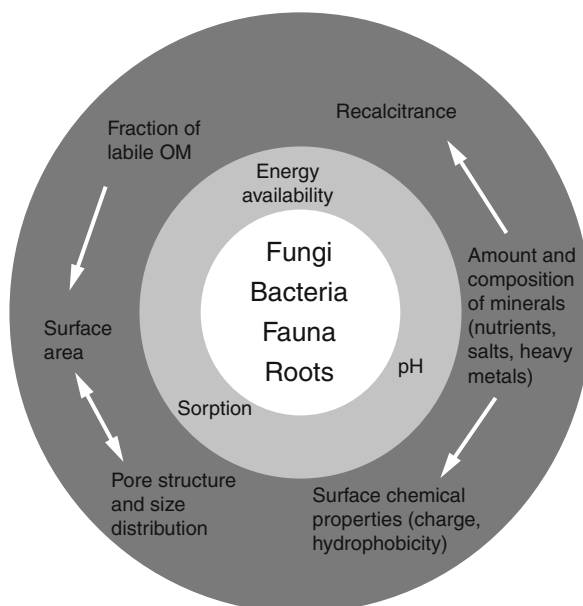 Recalcitrance
Fraction of
labile OM
Energy
availability
Fungi
Bacteria
Fauna
Roots
Amount and
composition
of minerals
(nutrients,
salts, heavy
metals)
Surface
area
pH
Sorption
Pore structure
and size
distribution
Surface chemical
properties (charge,
hydrophobicity)